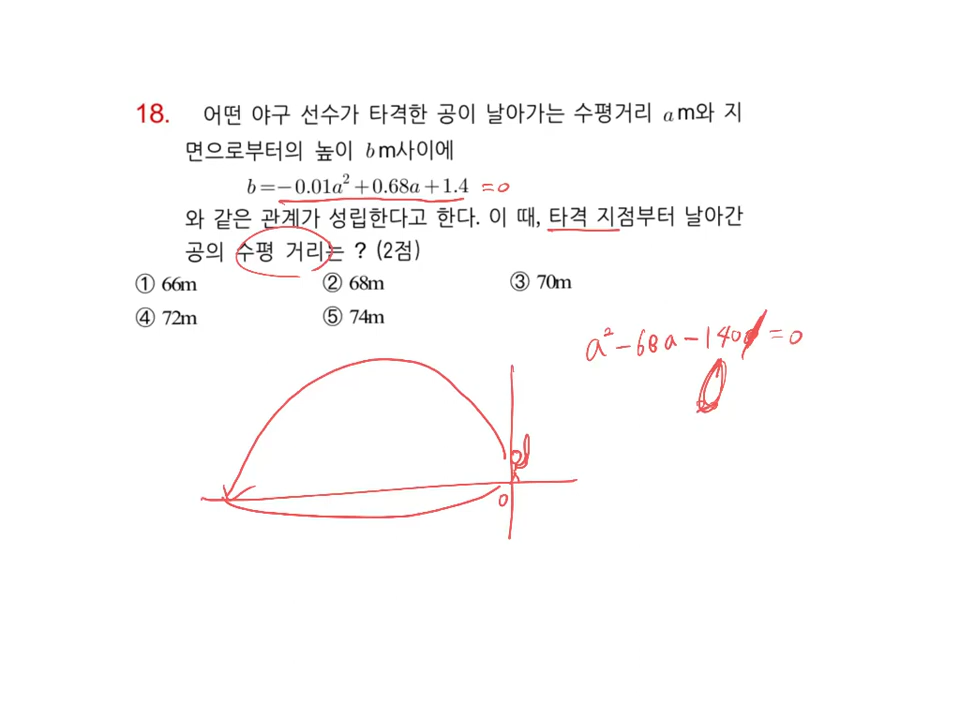 18. 어떤 야구 선수가 타격한 공이 날아가는 수평거리 a m와 지
면으로부터의 높이 b m사이에
b=-0.01a²+0.68a+1.4 =0
와 같은 관계가 성립한다고 한다. 이 때, 타격 지점부터 날아간
공의 수평 거리는 ? (2점)
① 66m ② 68m ③ 70m
④ 72m ⑤ 74m
a²-68a-140 =0
0